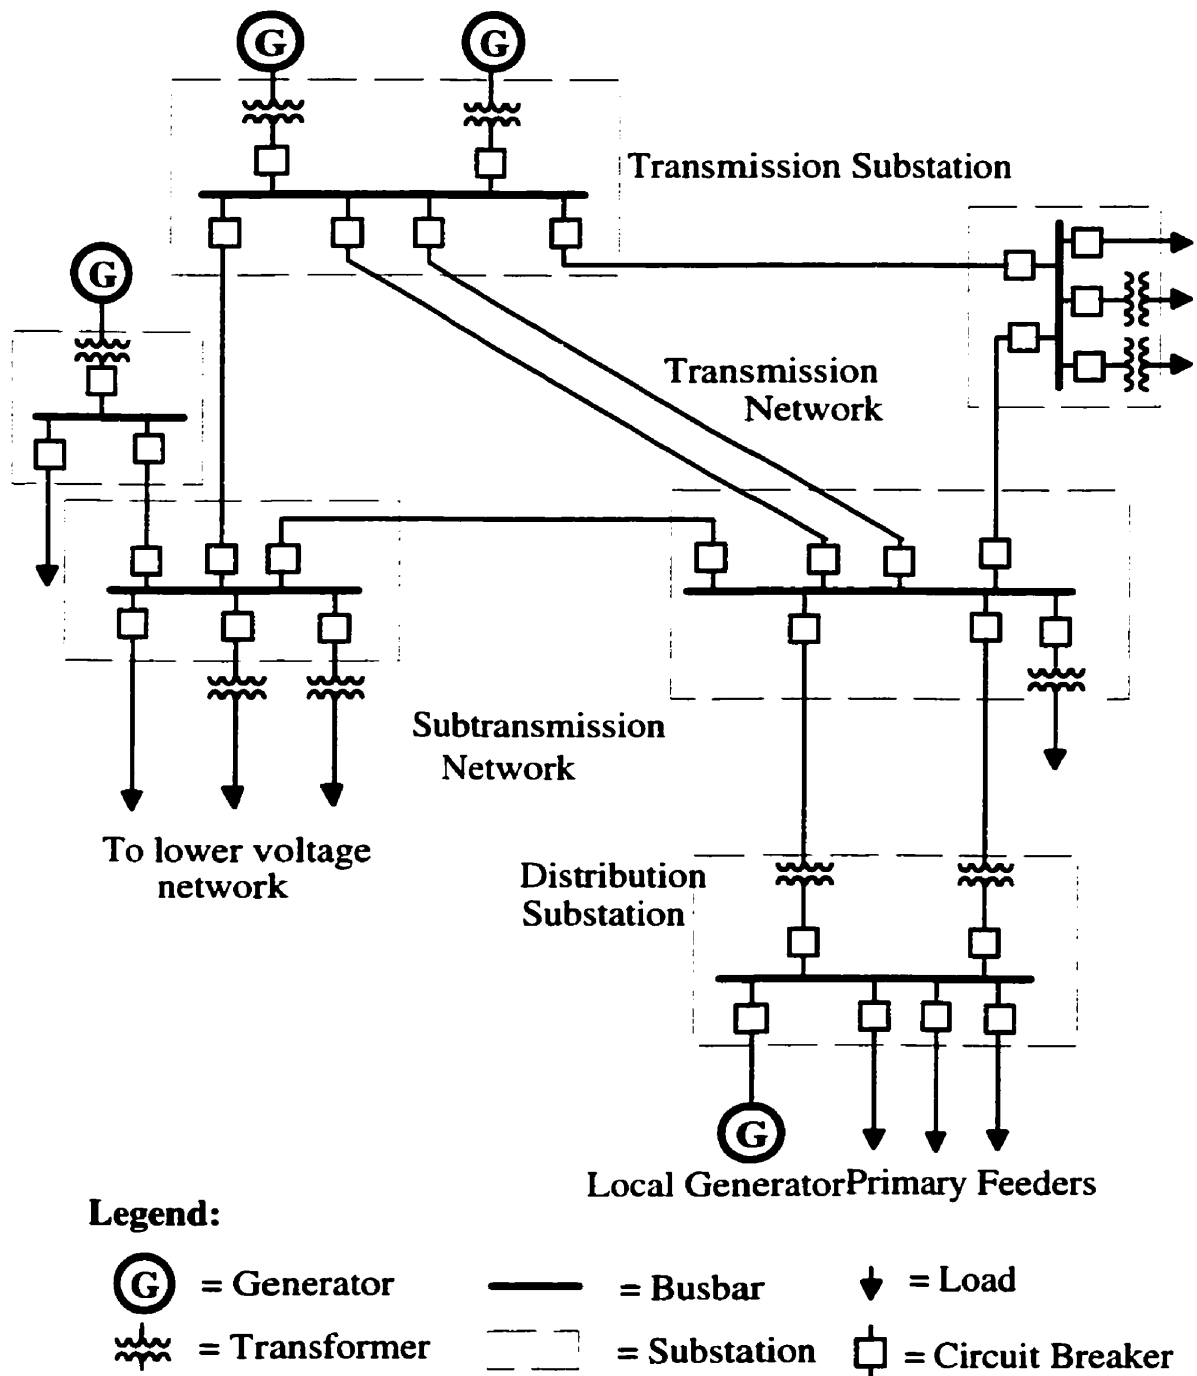 G
G
Transmission Substation
G
Transmission
Network
Subtransmission
Network
To lower voltage
network
Distribution
Substation
G
Local Generator Primary Feeders
Legend:
G = Generator
= Busbar
= Load
= Transformer
= Substation
= Circuit Breaker